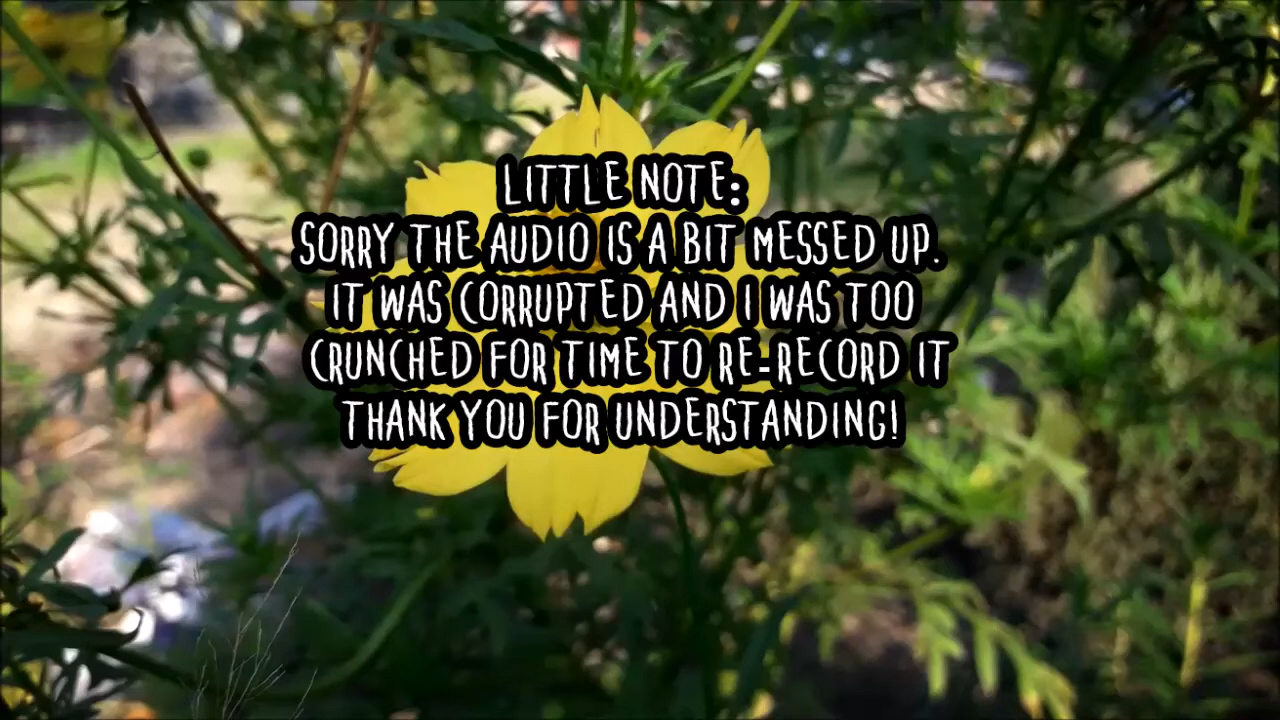 LITTLE NOTE:
SORRY THE AUDIO IS A BIT MESSED UP.
IT WAS CORRUPTED AND I WAS TOO
CRUNCHED FOR TIME TO RE-RECORD IT
THANK YOU FOR UNDERSTANDING!